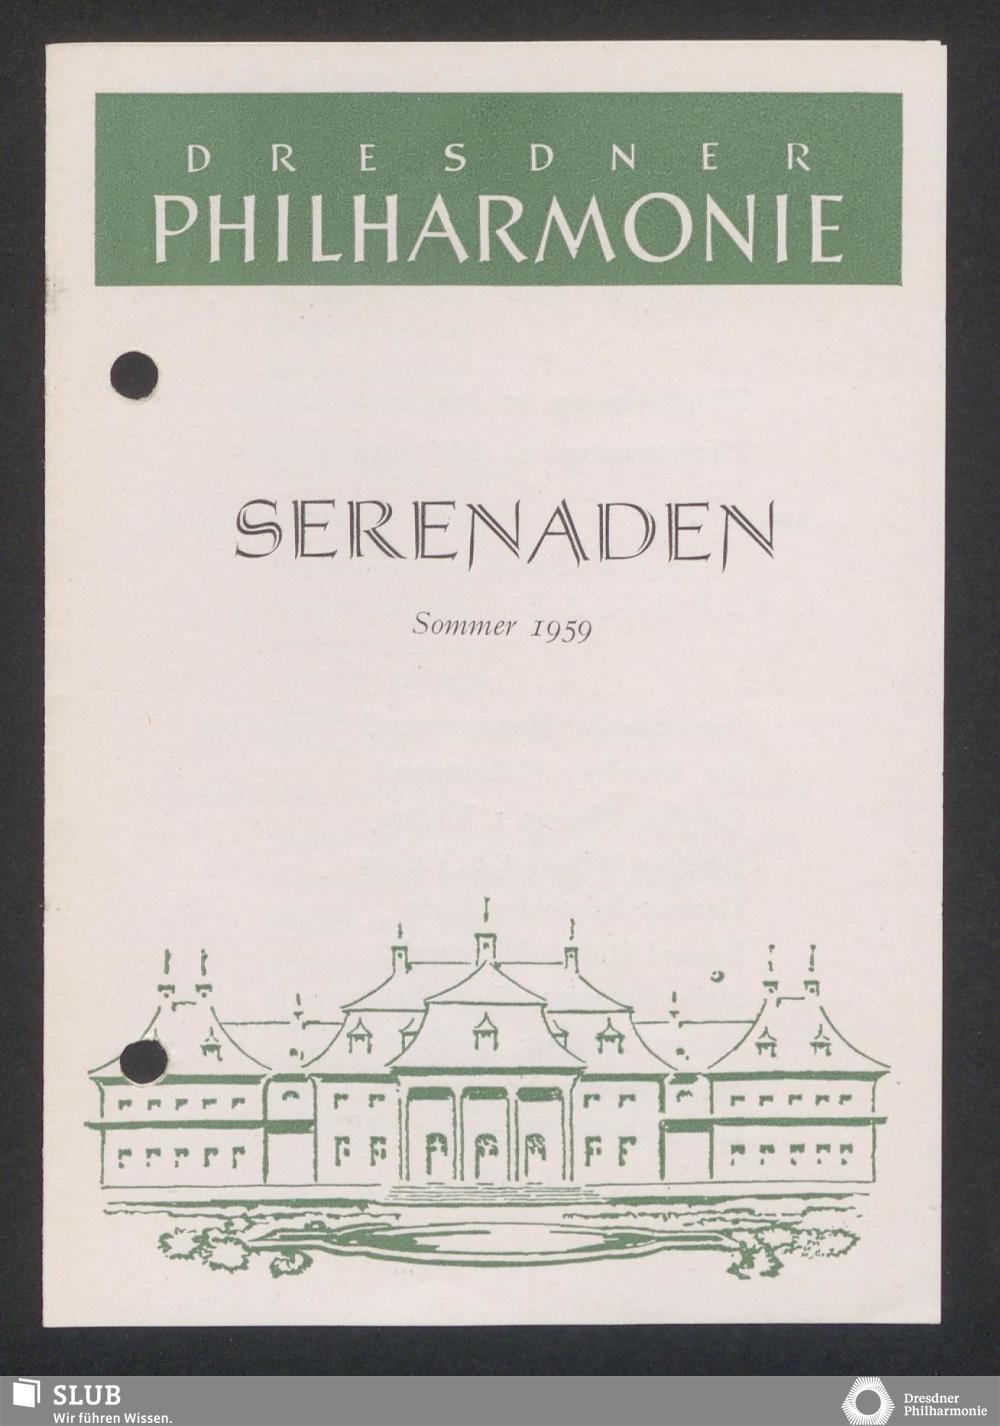 DRESDNER
PHILHARMONIE
SERENADEN
Sommer 1959
SLUB
Wir führen Wissen.
Dresdner
Philharmonie